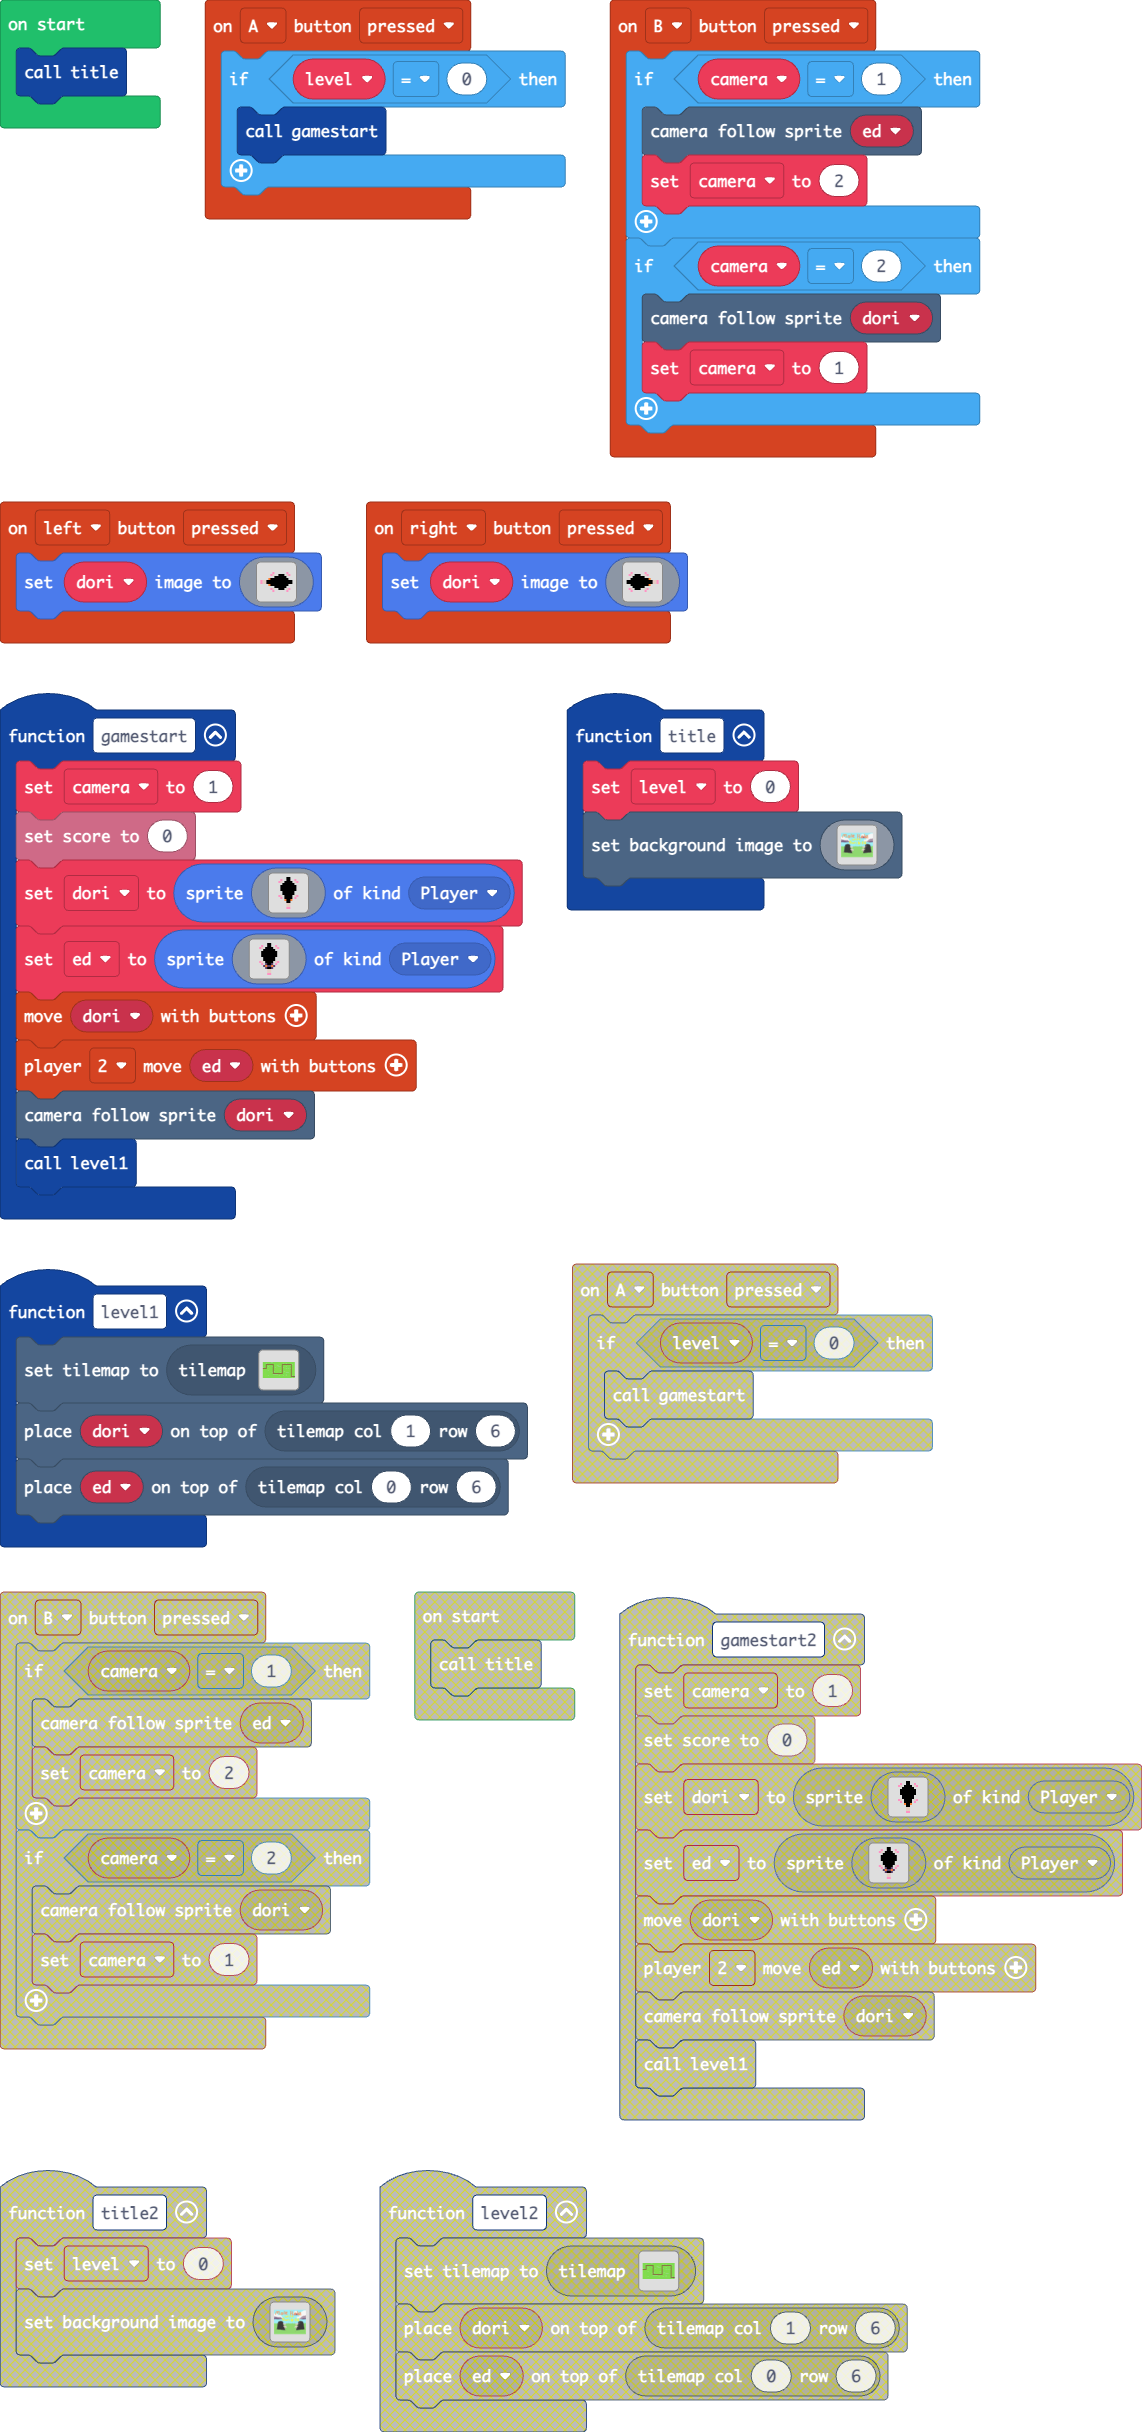 on start
call title
on A button pressed
if level = 0 then
call gamestart
on B button pressed
if camera = 1 then
camera follow sprite ed
set camera to 2
if camera = 2 then
camera follow sprite dori
set camera to 1
on left button pressed
set dori image to
on right button pressed
set dori image to
function gamestart
set camera to 1
set score to 0
set dori to sprite of kind Player
set ed to sprite of kind Player
move dori with buttons
player 2 move ed with buttons
camera follow sprite dori
call level1
function title
set level to 0
set background image to
function level1
set tilemap to tilemap
place dori on top of tilemap col 1 row 6
place ed on top of tilemap col 0 row 6
on A button pressed
if level = 0 then
call gamestart
on B button pressed
if camera = 1 then
camera follow sprite ed
set camera to 2
if camera = 2 then
camera follow sprite dori
set camera to 1
on start
call title
function gamestart2
set camera to 1
set score to 0
set dori to sprite of kind Player
set ed to sprite of kind Player
move dori with buttons
player 2 move ed with buttons
camera follow sprite dori
call level1
function title2
set level to 0
set background image to
function level2
set tilemap to tilemap
place dori on top of tilemap col 1 row 6
place ed on top of tilemap col 0 row 6